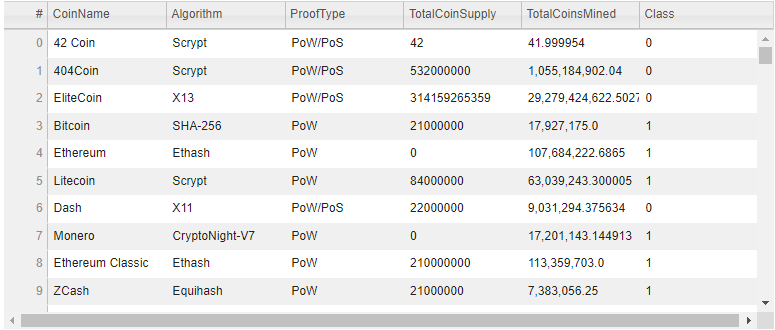 # CoinName Algorithm ProofType TotalCoinSupply TotalCoinsMined Class
0 42 Coin Scrypt PoW/PoS 42 41.999954 0
1 404Coin Scrypt PoW/PoS 532000000 1,055,184,902.04 0
2 EliteCoin X13 PoW/PoS 314159265359 29,279,424,622.5027 0
3 Bitcoin SHA-256 PoW 21000000 17,927,175.0 1
4 Ethereum Ethash PoW 0 107,684,222.6865 1
5 Litecoin Scrypt PoW 84000000 63,039,243.300005 1
6 Dash X11 PoW/PoS 22000000 9,031,294.375634 0
7 Monero CryptoNight-V7 PoW 0 17,201,143.144913 1
8 Ethereum Classic Ethash PoW 210000000 113,359,703.0 1
9 ZCash Equihash PoW 21000000 7,383,056.25 1